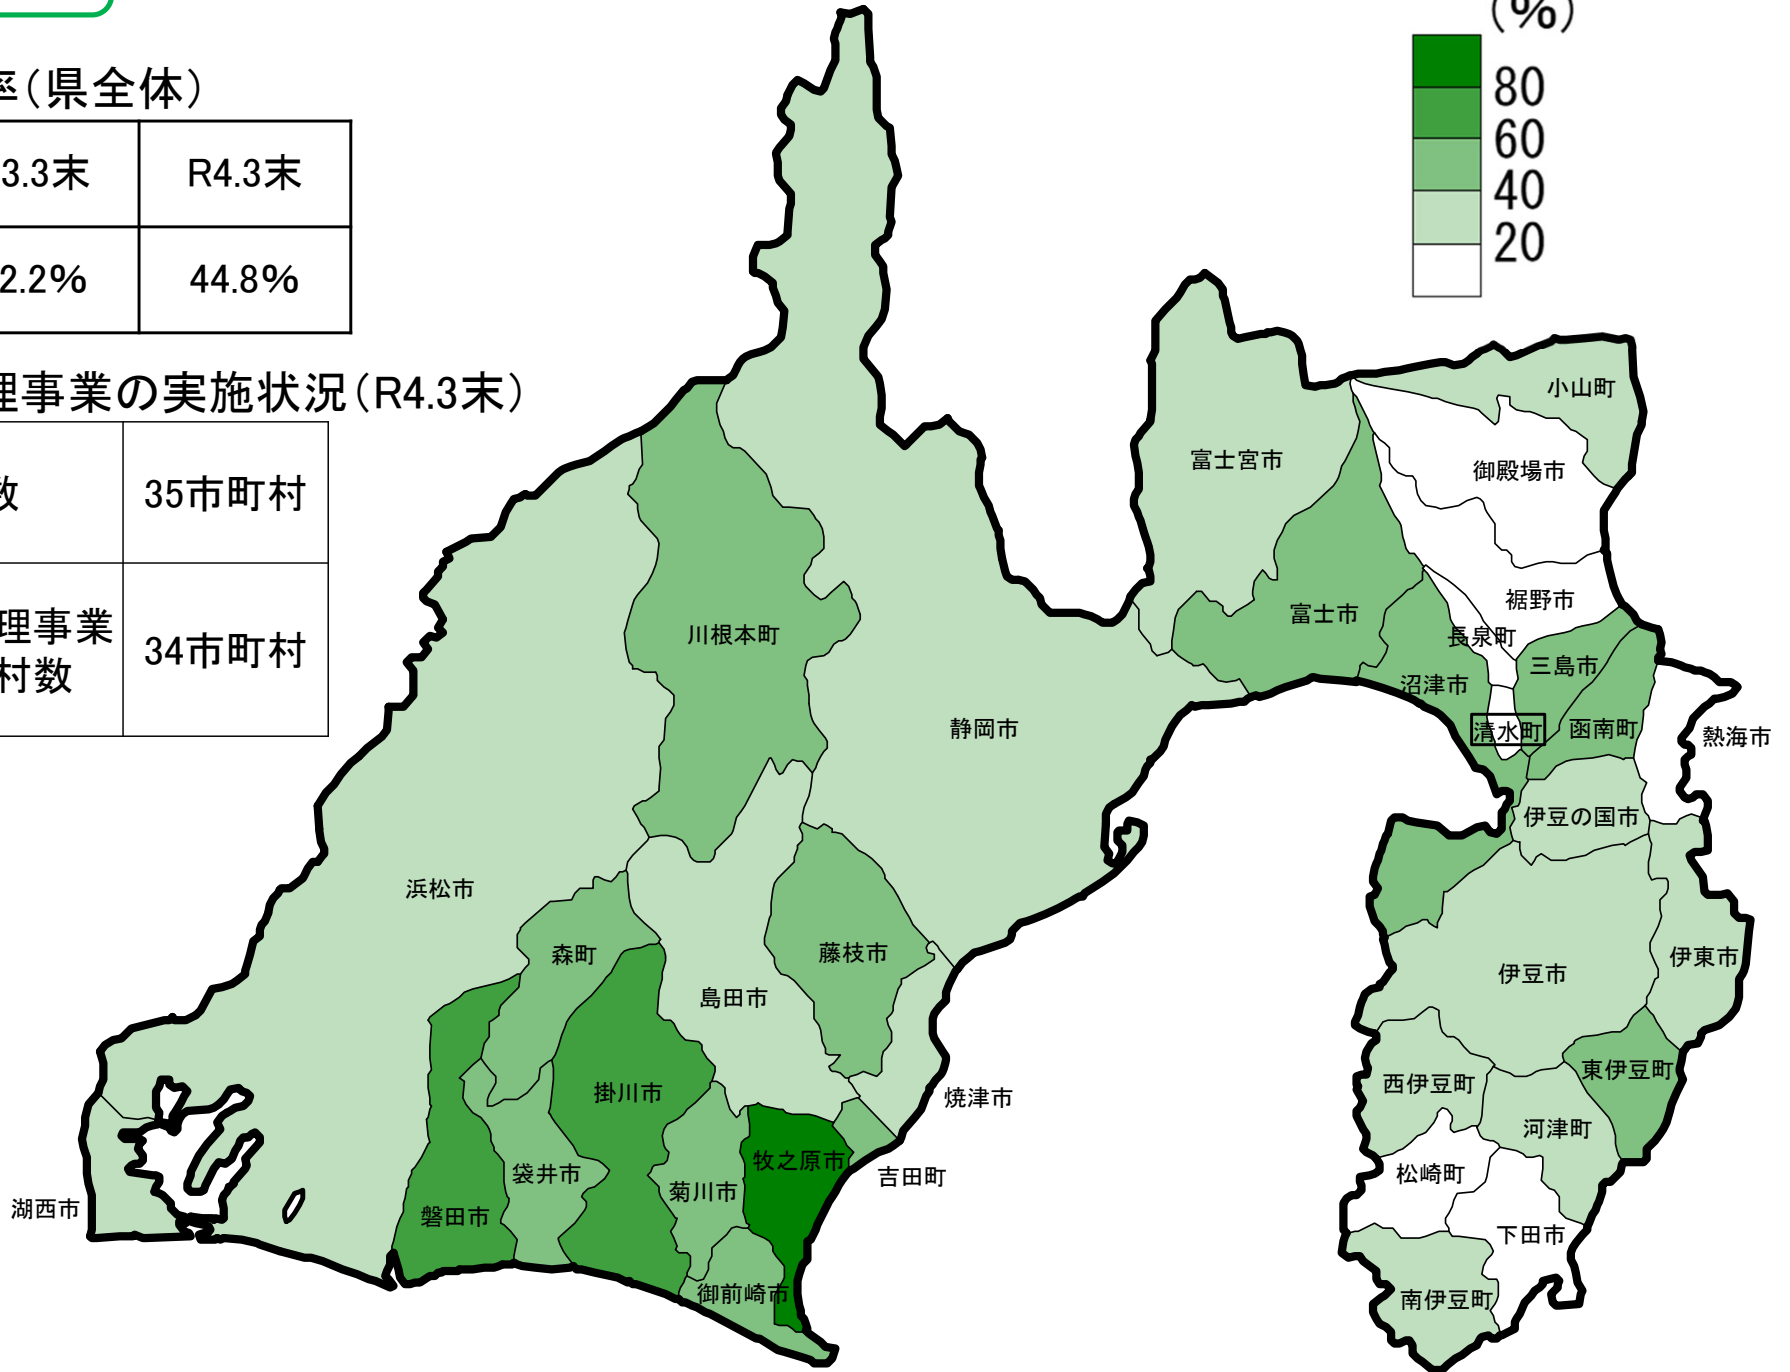 (%)
80
60
40
20
率(県全体)
3.3末 R4.3末
2.2% 44.8%
理事業の実施状況(R4.3末)
数 35市町村
理事業
村数
34市町村
小山町
富士宮市
御殿場市
裾野市
富士市
長泉町
川根本町
三島市
沼津市
静岡市
清水町
函南町
熱海市
伊豆の国市
浜松市
藤枝市
森町
伊東市
伊豆市
島田市
東伊豆町
西伊豆町
掛川市
焼津市
河津町
牧之原市
袋井市
松崎町
吉田町
菊川市
湖西市
磐田市
下田市
御前崎市
南伊豆町